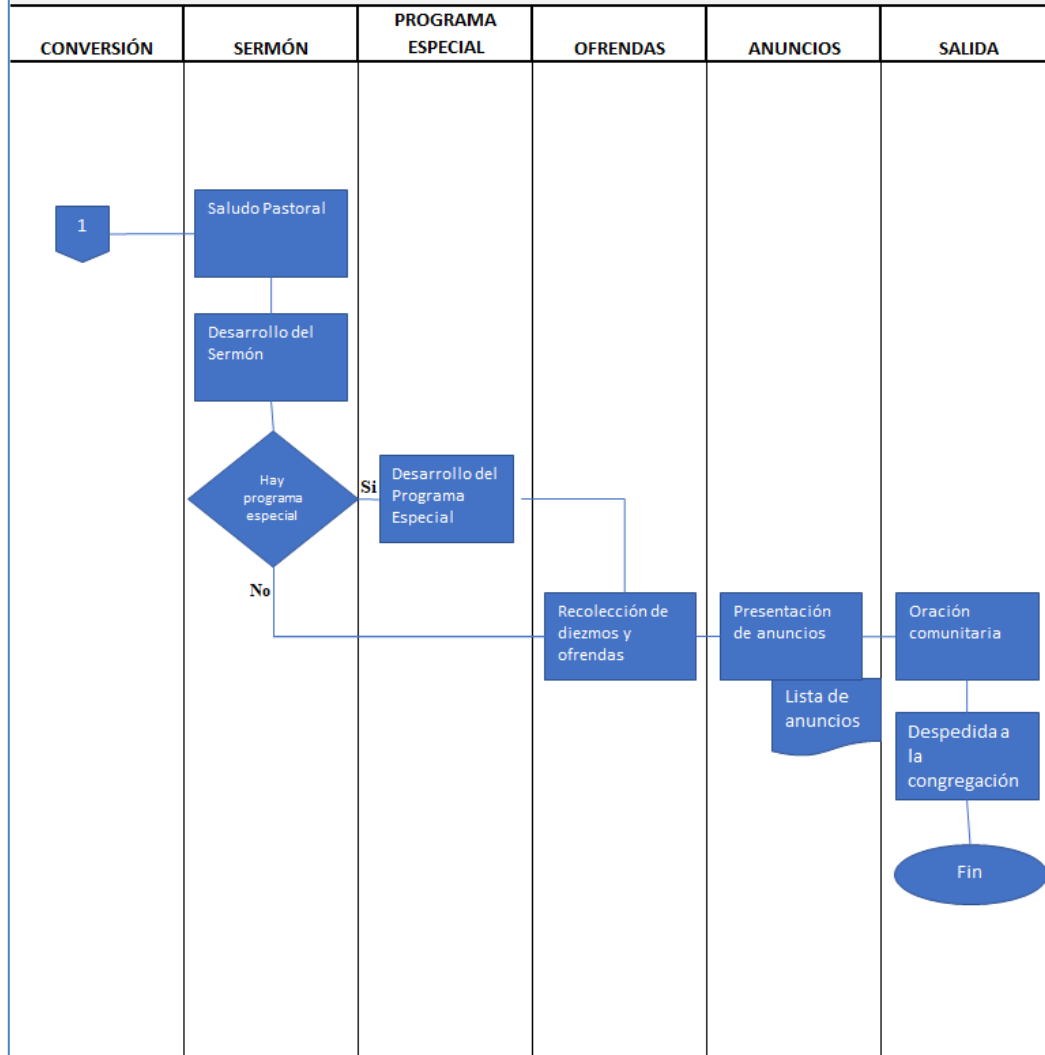 CONVERSIÓN
SERMÓN
PROGRAMA
ESPECIAL
OFRENDAS
ANUNCIOS
SALIDA
1
Saludo Pastoral
Desarrollo del
Sermón
Hay
programa
especial
Si
No
Desarrollo del
Programa
Especial
Recolección de
diezmos y
ofrendas
Presentación
de anuncios
Lista de
anuncios
Oración
comunitaria
Despedida a
la
congregación
Fin